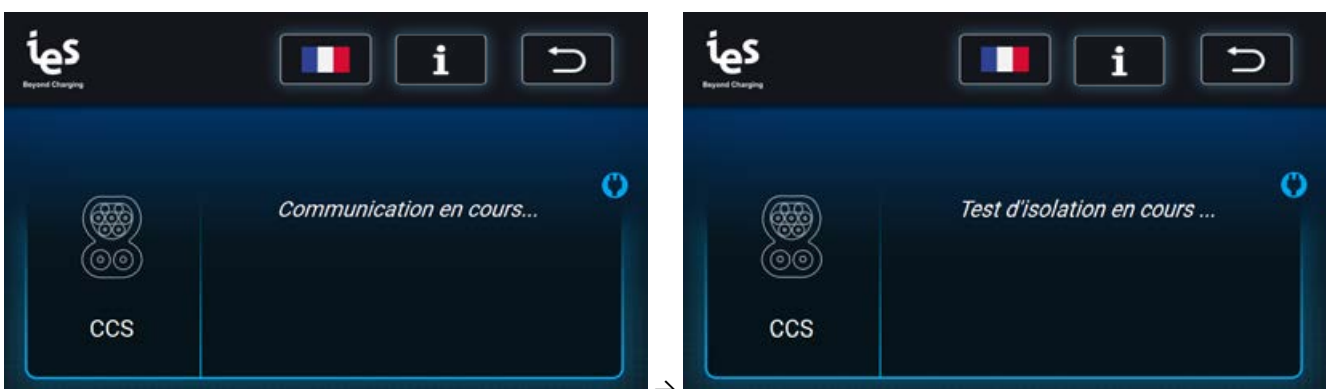 ies
Beyond Charging
i
Communication en cours...
CCS
→
ies
Beyond Charging
i
Test d'isolation en cours ...
CCS